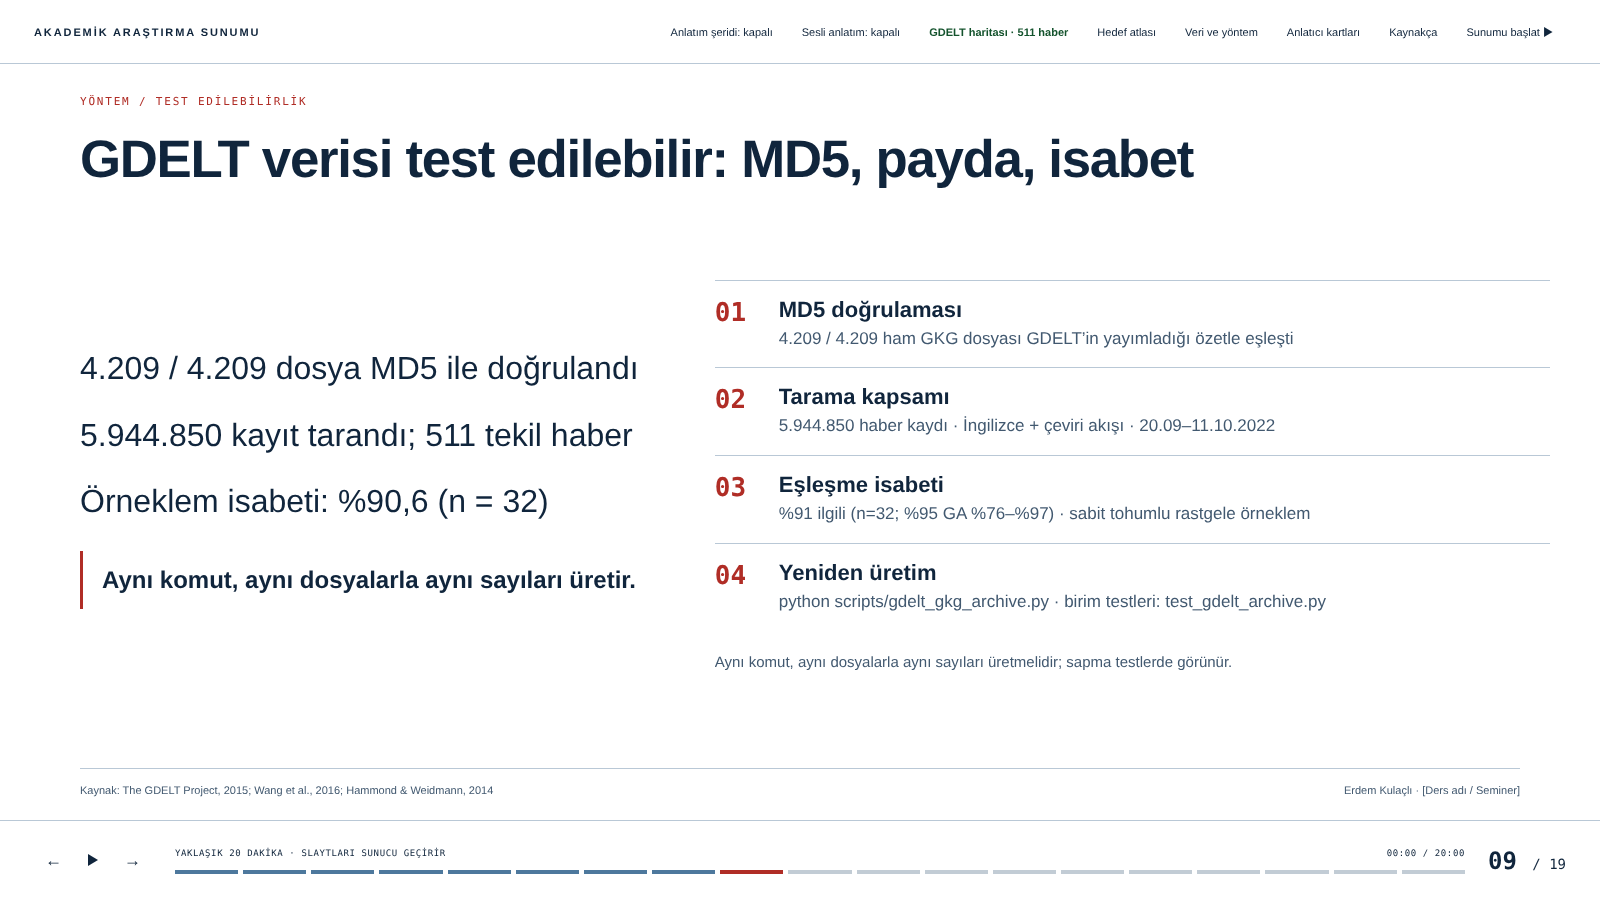 AKADEMİK ARAŞTIRMA SUNUMU
Anlatım şeridi: kapalı
Sesli anlatım: kapalı
GDELT haritası · 511 haber
Hedef atlası
Veri ve yöntem
Anlatıcı kartları
Kaynakça
Sunumu başlat ▶
YÖNTEM / TEST EDİLEBİLİRLİK
GDELT verisi test edilebilir: MD5, payda, isabet
4.209 / 4.209 dosya MD5 ile doğrulandı
5.944.850 kayıt tarandı; 511 tekil haber
Örneklem isabeti: %90,6 (n = 32)
Aynı komut, aynı dosyalarla aynı sayıları üretir.
01 MD5 doğrulaması
4.209 / 4.209 ham GKG dosyası GDELT’in yayımladığı özetle eşleşti
02 Tarama kapsamı
5.944.850 haber kaydı · İngilizce + çeviri akışı · 20.09–11.10.2022
03 Eşleşme isabeti
%91 ilgili (n=32; %95 GA %76–%97) · sabit tohumlu rastgele örneklem
04 Yeniden üretim
python scripts/gdelt_gkg_archive.py · birim testleri: test_gdelt_archive.py
Aynı komut, aynı dosyalarla aynı sayıları üretmelidir; sapma testlerde görünür.
Kaynak: The GDELT Project, 2015; Wang et al., 2016; Hammond & Weidmann, 2014
Erdem Kulaçlı · [Ders adı / Seminer]
← ▶ →
YAKLAŞIK 20 DAKİKA · SLAYTLARI SUNUCU GEÇİRİR
00:00 / 20:00
09 / 19